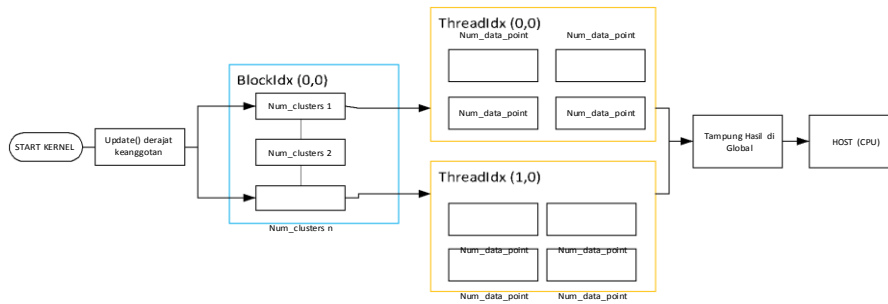 START KERNEL
Update() derajat
keanggotan
BlockIdx (0,0)
Num_clusters 1
Num_clusters 2
Num_clusters n
ThreadIdx (0,0)
Num_data_point
Num_data_point
Num_data_point
Num_data_point
ThreadIdx (1,0)
Num_data_point
Num_data_point
Num_data_point
Num_data_point
Tampung Hasil di
Global
HOST (CPU)